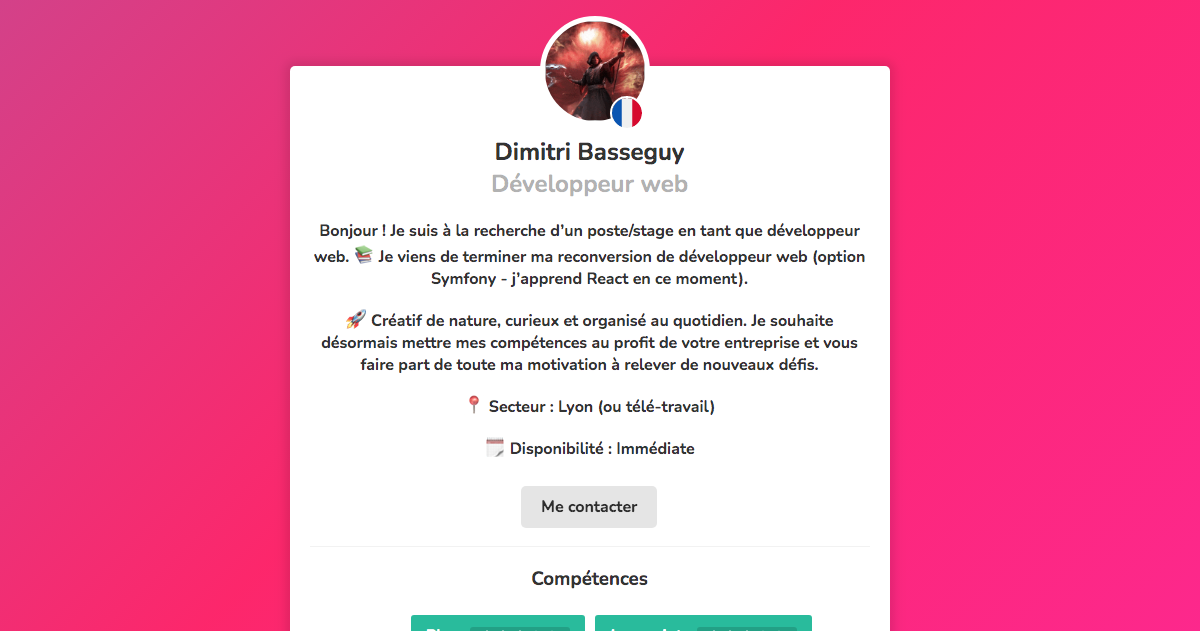 Dimitri Basseguy
Développeur web
Bonjour ! Je suis à la recherche d’un poste/stage en tant que développeur
web. 📚 Je viens de terminer ma reconversion de développeur web (option
Symfony - j’apprend React en ce moment).
🚀 Créatif de nature, curieux et organisé au quotidien. Je souhaite
désormais mettre mes compétences au profit de votre entreprise et vous
faire part de toute ma motivation à relever de nouveaux défis.
📍 Secteur : Lyon (ou télé-travail)
🗓 Disponibilité : Immédiate
Me contacter
Compétences